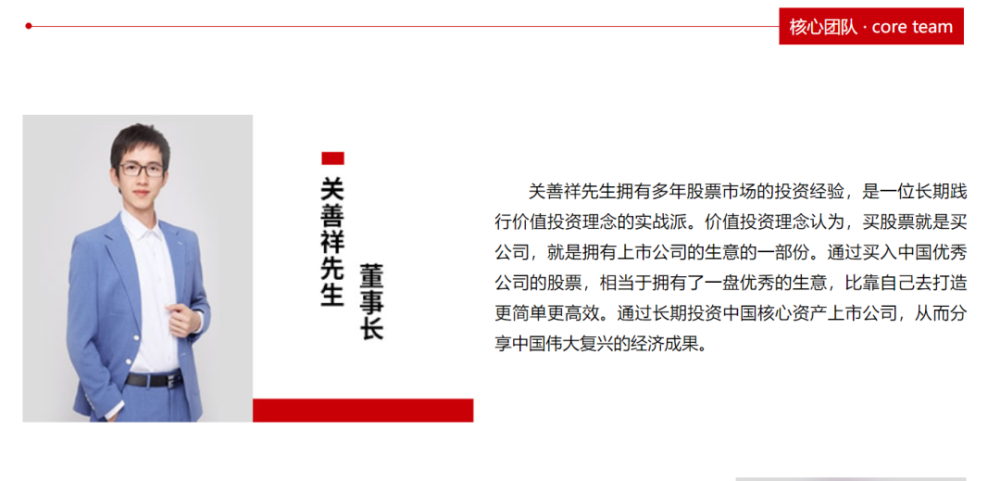 核心团队 · core team
关善祥先生
董事长
关善祥先生拥有多年股票市场的投资经验，是一位长期践
行价值投资理念的实战派。价值投资理念认为，买股票就是买
公司，就是拥有上市公司的生意的一部份。通过买入中国优秀
公司的股票，相当于拥有了一盘优秀的生意，比靠自己去打造
更简单更高效。通过长期投资中国核心资产上市公司，从而分
享中国伟大复兴的经济成果。